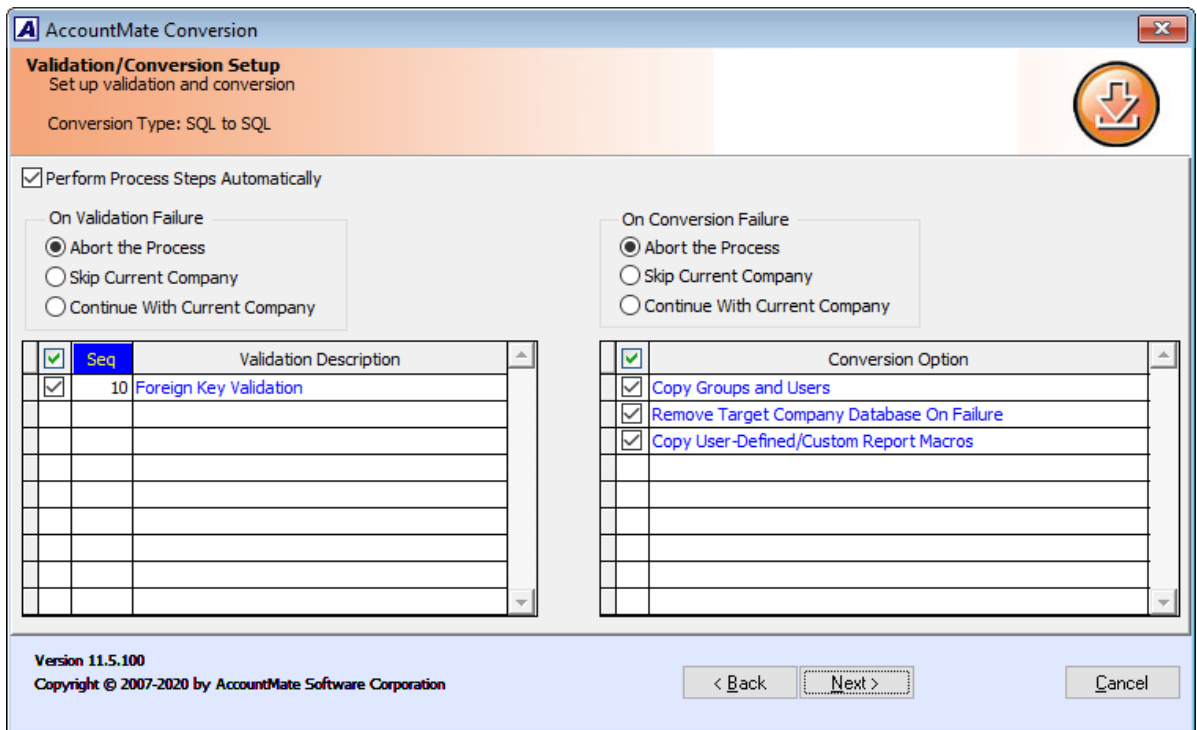 AccountMate Conversion
Validation/Conversion Setup
Set up validation and conversion
Conversion Type: SQL to SQL
Perform Process Steps Automatically
On Validation Failure
Abort the Process
Skip Current Company
Continue With Current Company
On Conversion Failure
Abort the Process
Skip Current Company
Continue With Current Company
Seq Validation Description
10 Foreign Key Validation
Conversion Option
Copy Groups and Users
Remove Target Company Database On Failure
Copy User-Defined/Custom Report Macros
Version 11.5.100
Copyright © 2007-2020 by AccountMate Software Corporation
< Back Next > Cancel